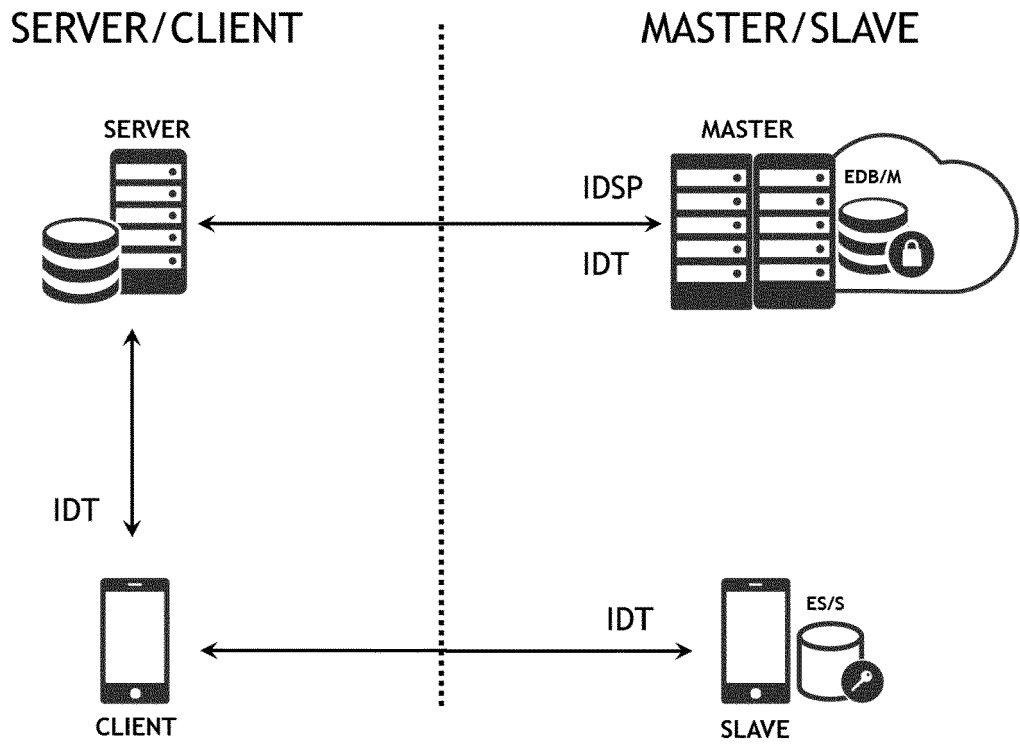 SERVER/CLIENT
MASTER/SLAVE
SERVER
MASTER
EDB/M
IDSP
IDT
IDT
IDT
ES/S
CLIENT
SLAVE